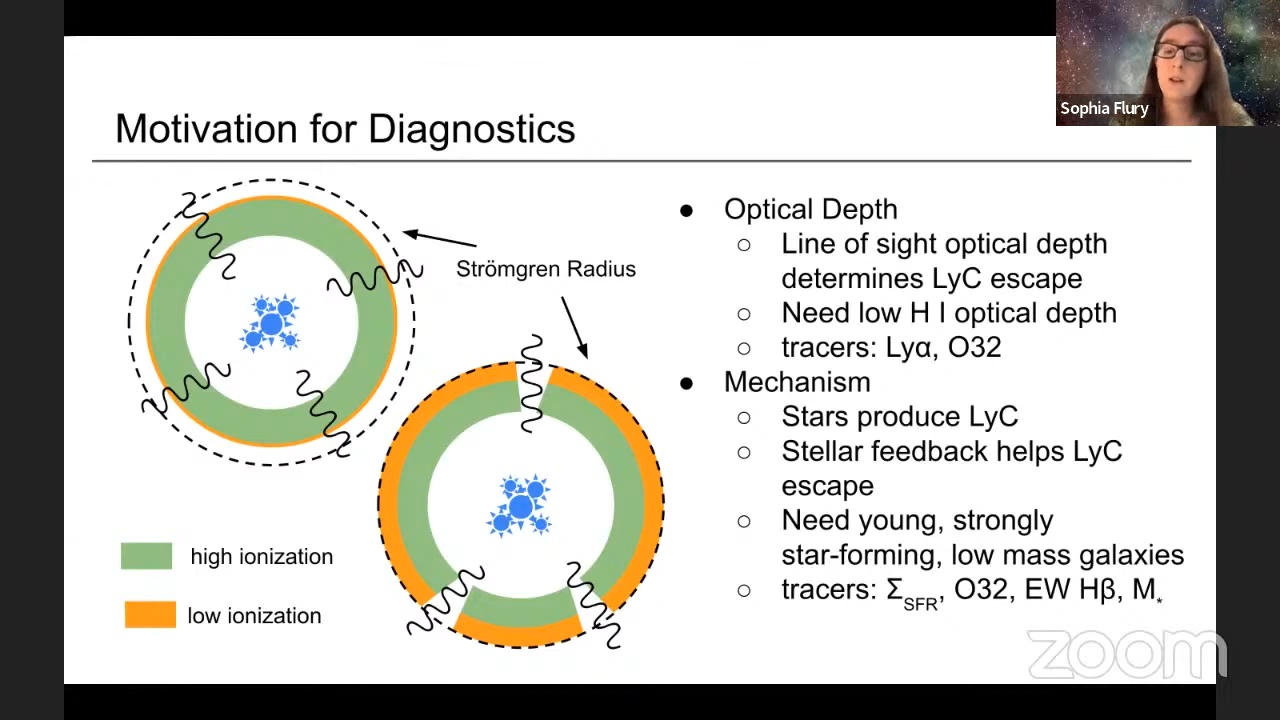 Sophia Flury
Motivation for Diagnostics
Strömgren Radius
high ionization
low ionization
● Optical Depth
○ Line of sight optical depth
determines LyC escape
○ Need low H I optical depth
○ tracers: Lyα, O32
● Mechanism
○ Stars produce LyC
○ Stellar feedback helps LyC
escape
○ Need young, strongly
star-forming, low mass galaxies
○ tracers: Σ_SFR, O32, EW Hβ, M_*
zoom